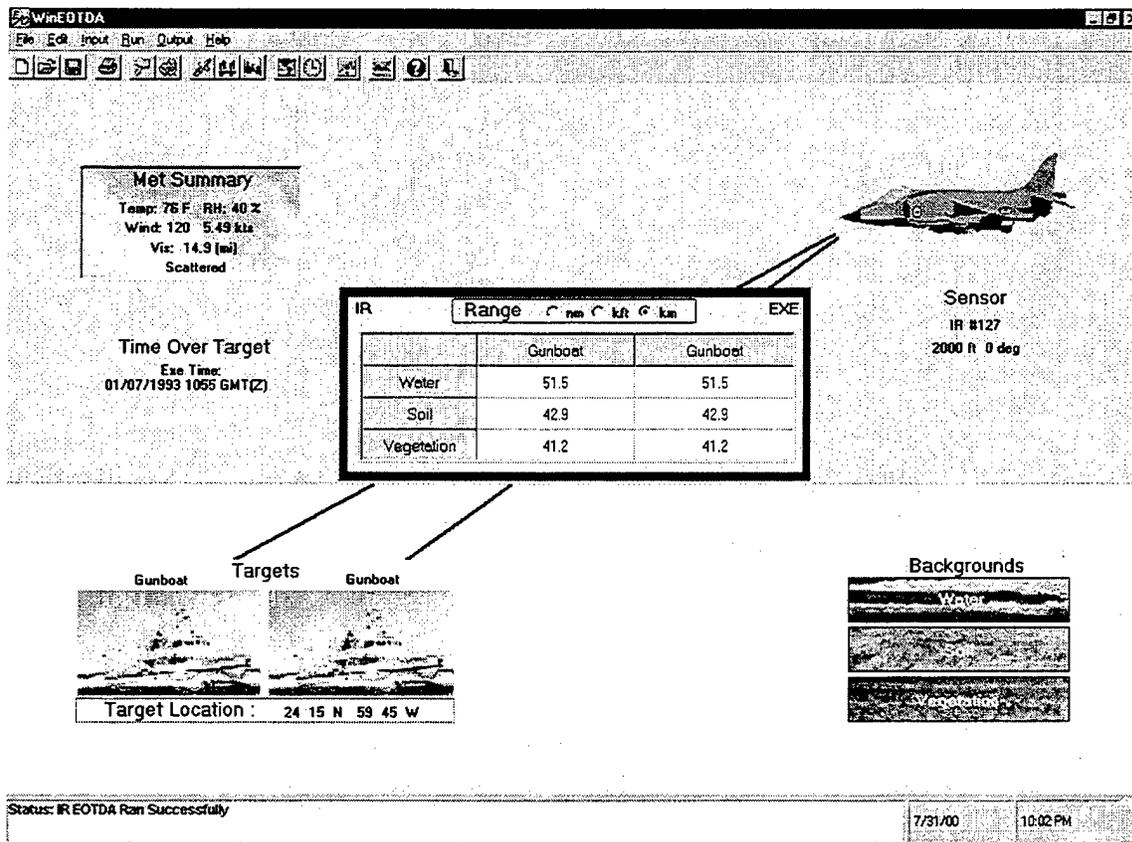 WinEOTDA
File Edit Input Run Output Help
Met Summary
Temp: 76 F RH: 40 %
Wind: 120 5.49 kts
Vis: 14.9 (mi)
Scattered
Time Over Target
Exe Time:
01/07/1993 1055 GMT(Z)
IR Range nm kft km EXE
Gunboat Gunboat
Water 51.5 51.5
Soil 42.9 42.9
Vegetation 41.2 41.2
Sensor
IR #127
2000 ft 0 deg
Targets
Gunboat Gunboat
Target Location : 24 15 N 59 45 W
Backgrounds
Water
Soil
Vegetation
Status: IR EOTDA Ran Successfully
7/31/00 10:02 PM